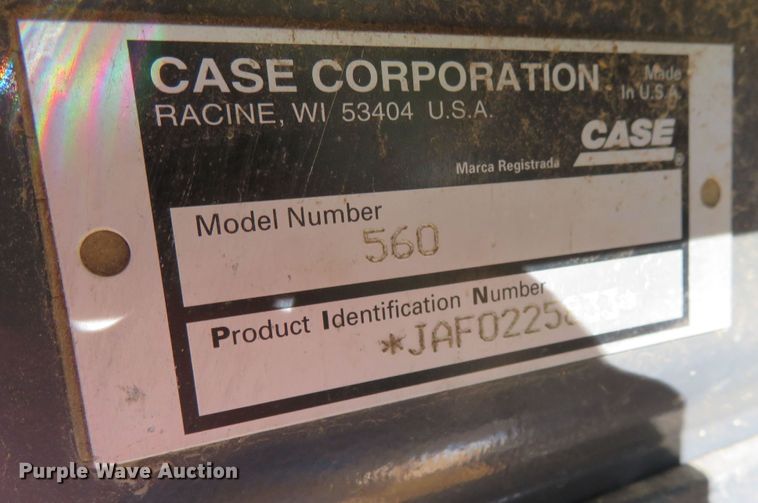 CASE CORPORATION
RACINE, WI 53404 U.S.A.
Made
In U.S.A.
CASE
®
Marca Registrada
Model Number
560
Product Identification Number
Purple Wave Auction